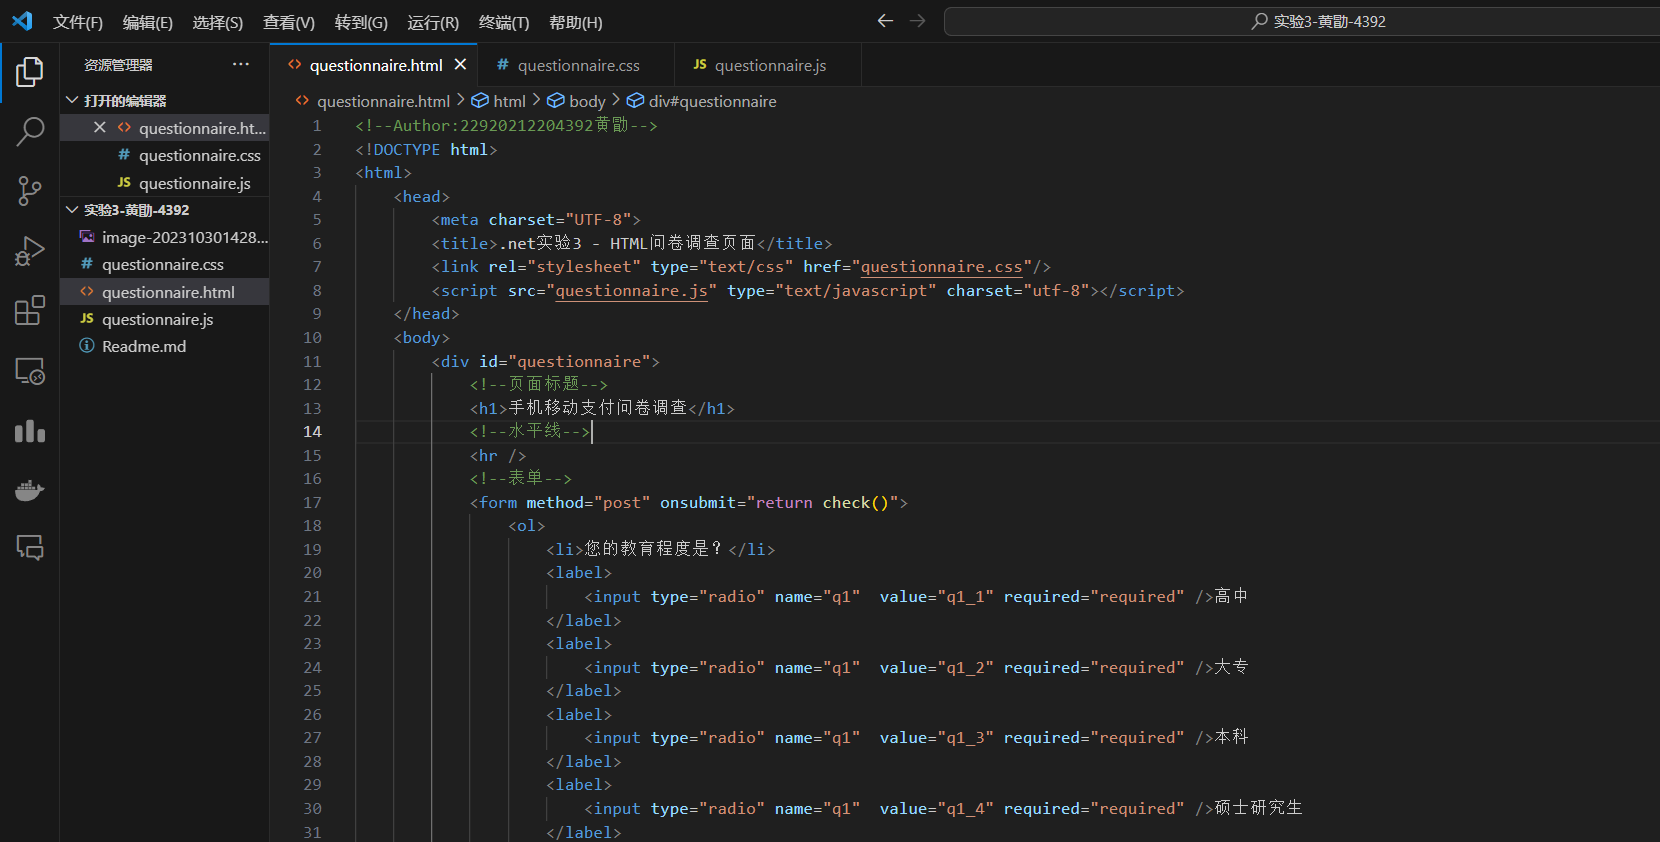 文件(F) 编辑(E) 选择(S) 查看(V) 转到(G) 运行(R) 终端(T) 帮助(H) 实验3-黄勖-4392
资源管理器 ···
打开的编辑器
questionnaire.ht...
questionnaire.css
JS questionnaire.js
实验3-黄勖-4392
image-202310301428...
# questionnaire.css
<> questionnaire.html
JS questionnaire.js
Readme.md
<> questionnaire.html # questionnaire.css JS questionnaire.js
<> questionnaire.html > html > body > div#questionnaire
1 <!--Author:22920212204392黄勖-->
2 <!DOCTYPE html>
3 <html>
4 <head>
5 <meta charset="UTF-8">
6 <title>.net实验3 - HTML问卷调查页面</title>
7 <link rel="stylesheet" type="text/css" href="questionnaire.css"/>
8 <script src="questionnaire.js" type="text/javascript" charset="utf-8"></script>
9 </head>
10 <body>
11 <div id="questionnaire">
12 <!--页面标题-->
13 <h1>手机移动支付问卷调查</h1>
14 <!--水平线-->
15 <hr />
16 <!--表单-->
17 <form method="post" onsubmit="return check()">
18 <ol>
19 <li>您的教育程度是？</li>
20 <label>
21 <input type="radio" name="q1"  value="q1_1" required="required" />高中
22 </label>
23 <label>
24 <input type="radio" name="q1"  value="q1_2" required="required" />大专
25 </label>
26 <label>
27 <input type="radio" name="q1"  value="q1_3" required="required" />本科
28 </label>
29 <label>
30 <input type="radio" name="q1"  value="q1_4" required="required" />硕士研究生
31 </label>